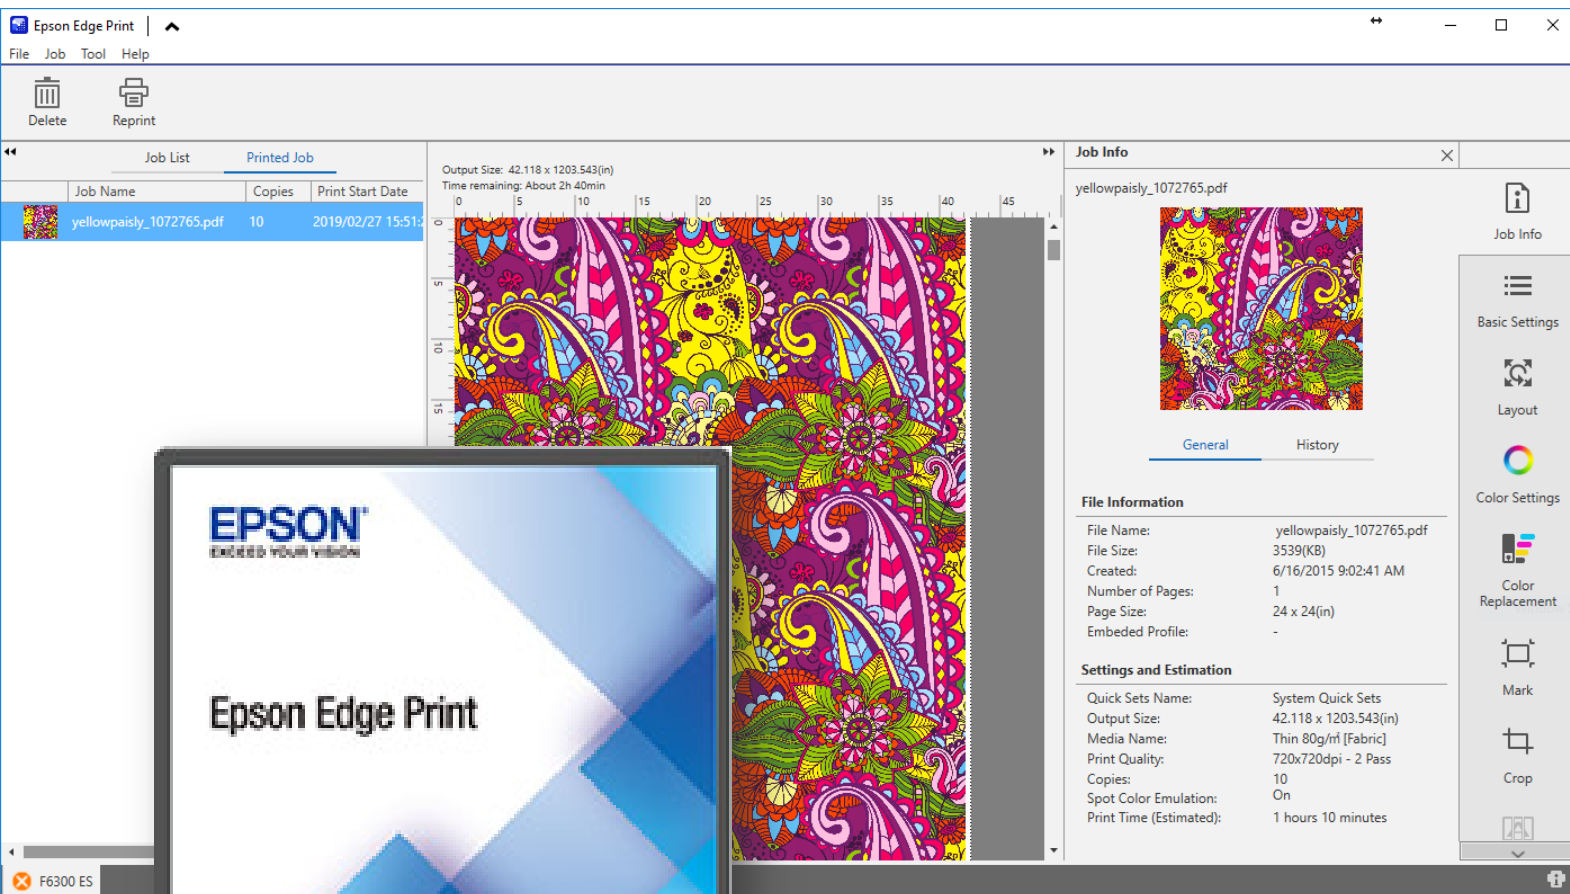 Epson Edge Print
File Job Tool Help
Delete
Reprint
Job List
Printed Job
Job Name
Copies
Print Start Date
yellowpaisly_1072765.pdf
10
2019/02/27 15:51:
Output Size: 42.118 x 1203.543(in)
Time remaining: About 2h 40min
0 5 10 15 20 25 30 35 40 45
0
5
10
15
EPSON
EXCEED YOUR VISION
Epson Edge Print
Job Info
yellowpaisly_1072765.pdf
General
History
File Information
File Name: yellowpaisly_1072765.pdf
File Size: 3539(KB)
Created: 6/16/2015 9:02:41 AM
Number of Pages: 1
Page Size: 24 x 24(in)
Embeded Profile: -
Settings and Estimation
Quick Sets Name: System Quick Sets
Output Size: 42.118 x 1203.543(in)
Media Name: Thin 80g/㎡ [Fabric]
Print Quality: 720x720dpi - 2 Pass
Copies: 10
Spot Color Emulation: On
Print Time (Estimated): 1 hours 10 minutes
Job Info
Basic Settings
Layout
Color Settings
Color
Replacement
Mark
Crop
F6300 ES